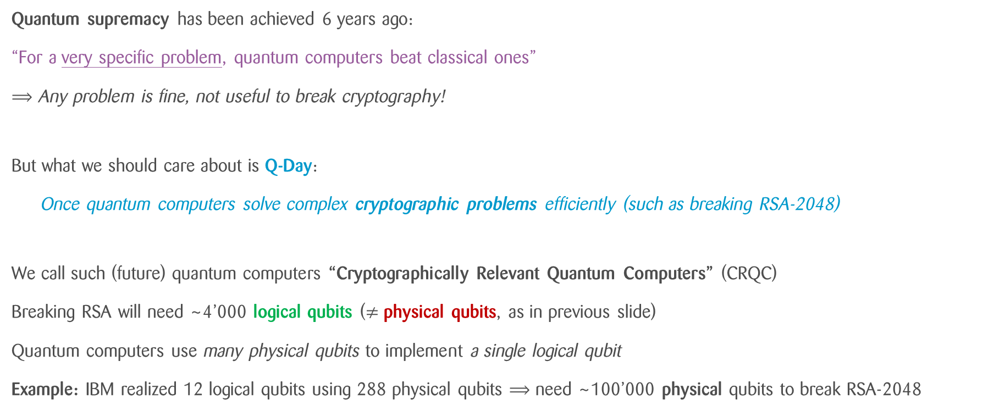 Quantum supremacy has been achieved 6 years ago:
“For a very specific problem, quantum computers beat classical ones”
⟹ Any problem is fine, not useful to break cryptography!
But what we should care about is Q-Day:
Once quantum computers solve complex cryptographic problems efficiently (such as breaking RSA-2048)
We call such (future) quantum computers “Cryptographically Relevant Quantum Computers” (CRQC)
Breaking RSA will need ~4’000 logical qubits (≠ physical qubits, as in previous slide)
Quantum computers use many physical qubits to implement a single logical qubit
Example: IBM realized 12 logical qubits using 288 physical qubits ⟹ need ~100’000 physical qubits to break RSA-2048